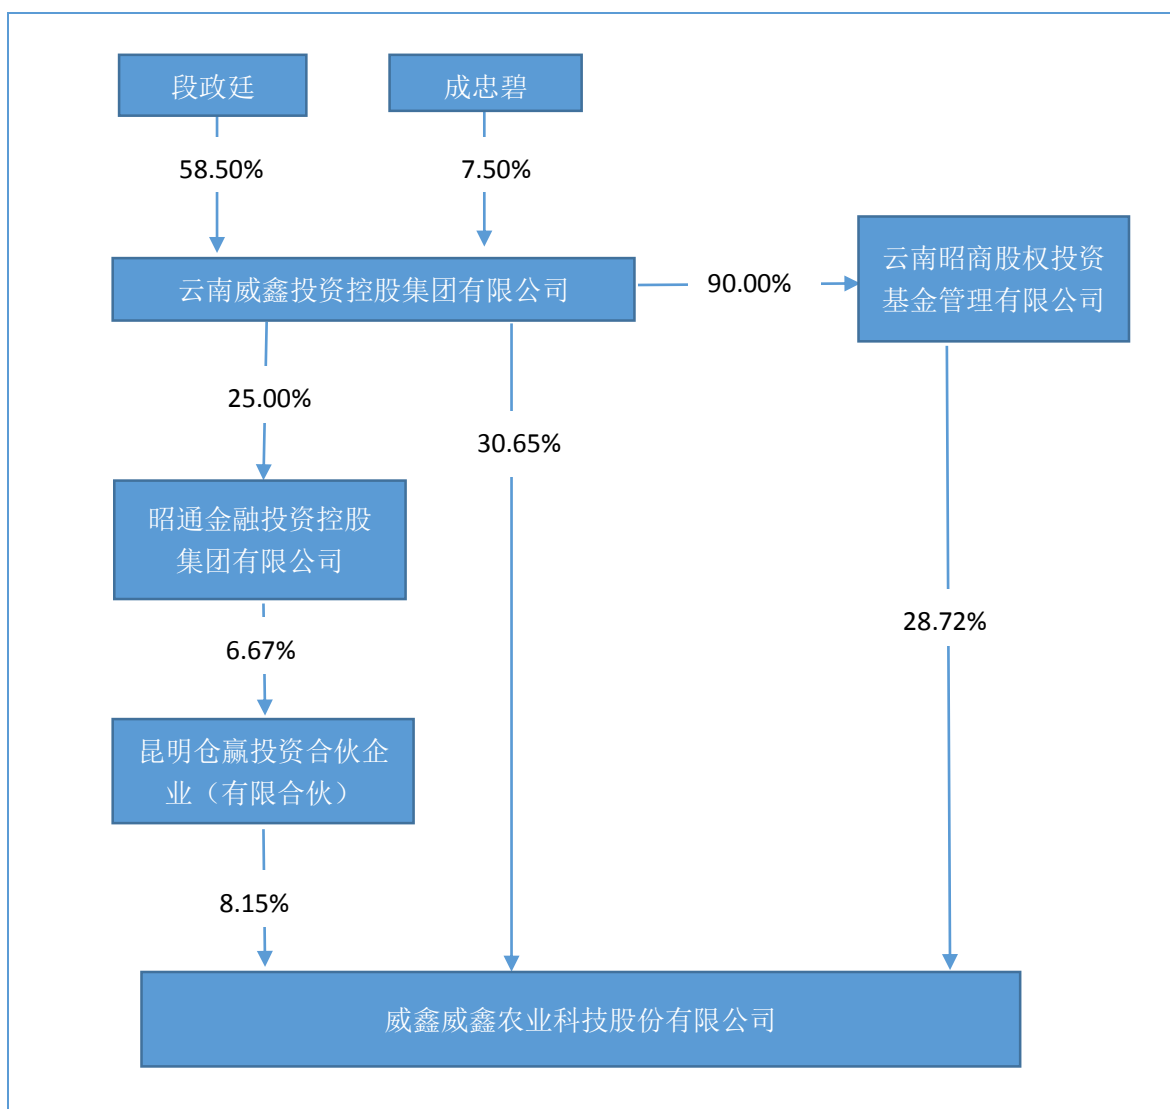 段政廷
成忠碧
58.50%
7.50%
云南威鑫投资控股集团有限公司
90.00%
云南昭商股权投资
基金管理有限公司
25.00%
30.65%
昭通金融投资控股
集团有限公司
6.67%
28.72%
昆明仓赢投资合伙企
业（有限合伙）
8.15%
威鑫威鑫农业科技股份有限公司